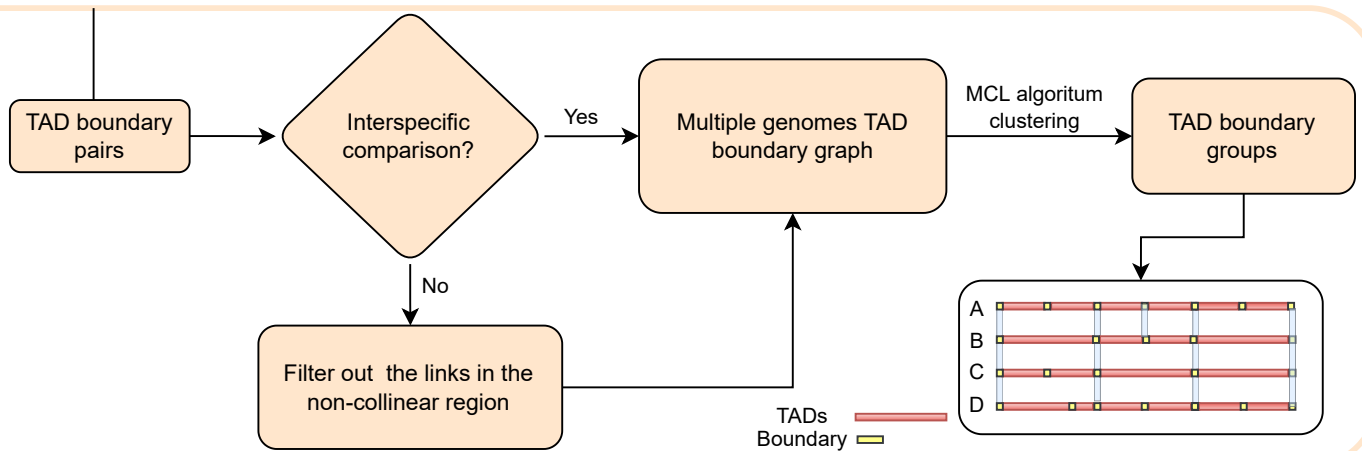 TAD boundary
pairs
Interspecific
comparison?
Yes
Multiple genomes TAD
boundary graph
MCL algoritum
clustering
TAD boundary
groups
No
Filter out  the links in the
non-collinear region
A
B
C
D
TADs
Boundary